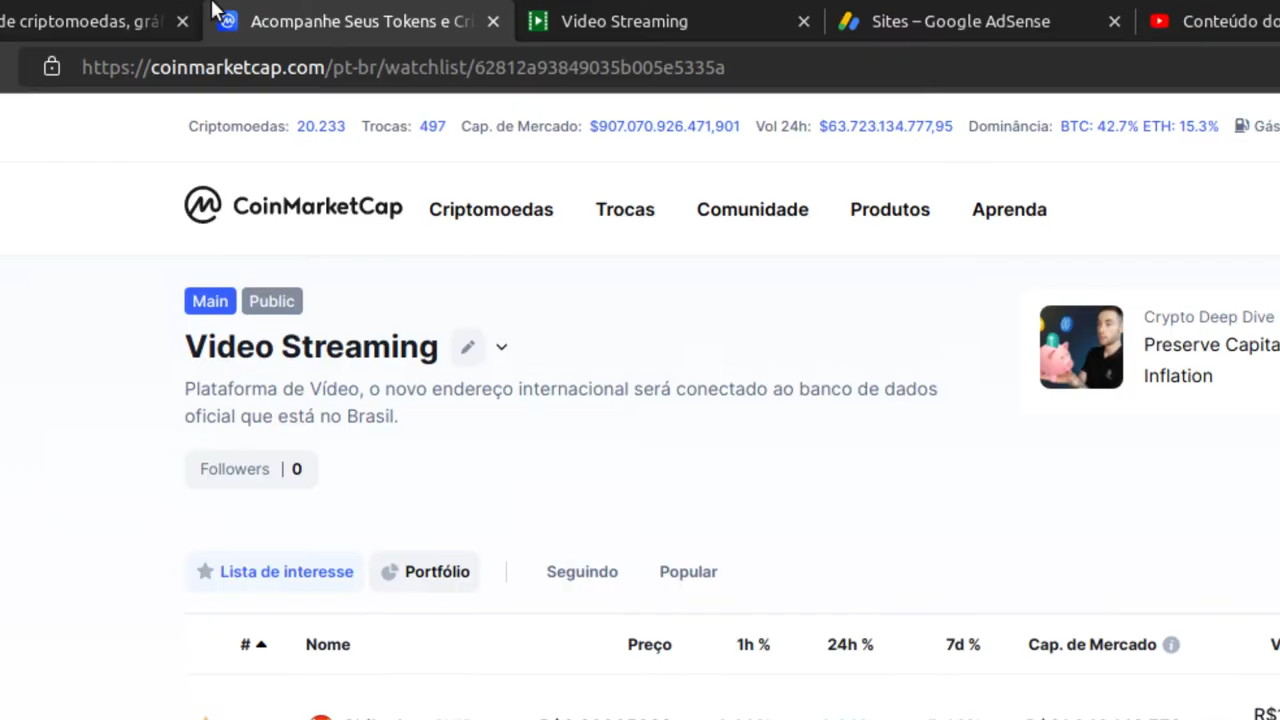 de criptomoedas, grá
Acompanhe Seus Tokens e Cri
Video Streaming
Sites – Google AdSense
Conteúdo do
https://coinmarketcap.com/pt-br/watchlist/62812a93849035b005e5335a
Criptomoedas: 20.233 Trocas: 497 Cap. de Mercado: $907.070.926.471,901 Vol 24h: $63.723.134.777,95 Dominância: BTC: 42.7% ETH: 15.3% Gás
CoinMarketCap Criptomoedas Trocas Comunidade Produtos Aprenda
Main Public
Video Streaming
Plataforma de Vídeo, o novo endereço internacional será conectado ao banco de dados
oficial que está no Brasil.
Followers | 0
Crypto Deep Dive
Preserve Capita
Inflation
Lista de interesse Portfólio Seguindo Popular
# Nome Preço 1h % 24h % 7d % Cap. de Mercado V